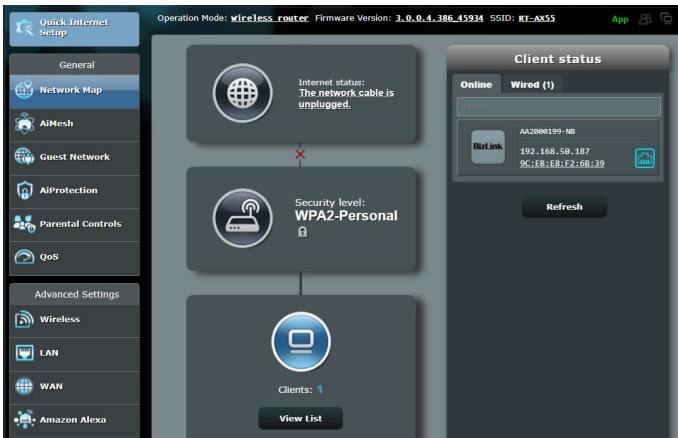 Quick Internet
Setup
Operation Mode: Wireless router Firmware Version: 3.0.0.4.386_45934 SSID: RT-AX55
App
General
Network Map
AiMesh
Guest Network
AiProtection
Parental Controls
QoS
Advanced Settings
Wireless
LAN
WAN
Amazon Alexa
Internet status:
The network cable is
unplugged.
Security level:
WPA2-Personal
Clients: 1
View List
Client status
Online
Wired (1)
Search
BizLink
AA2000199-NB
192.168.50.187
9C:EB:E8:F2:6B:39
Refresh